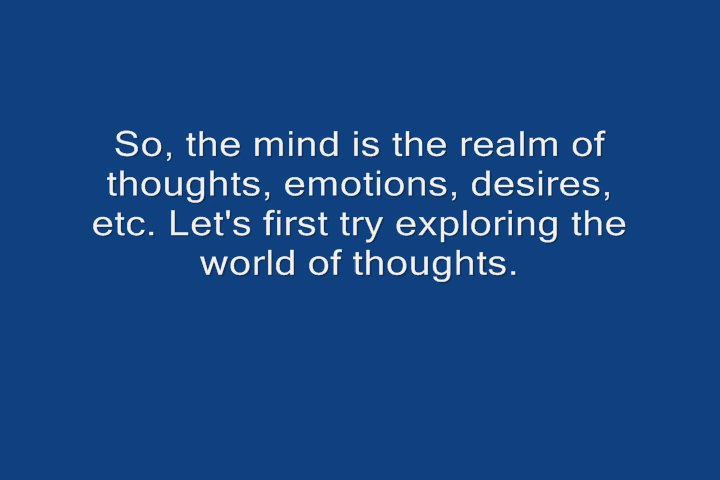 So, the mind is the realm of
thoughts, emotions, desires,
etc. Let's first try exploring the
world of thoughts.